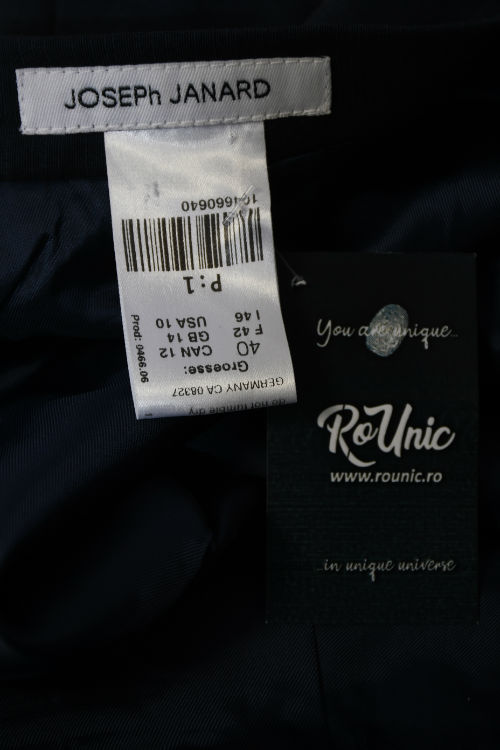 JOSEPh JANARD
GERMANY CA 08327
Groesse:
40 CAN 12
F 42 GB 14
I 46 USA 10
P:1
Prod: 0466.06
You are unique...
RoUnic
www.rounic.ro
...in unique universe